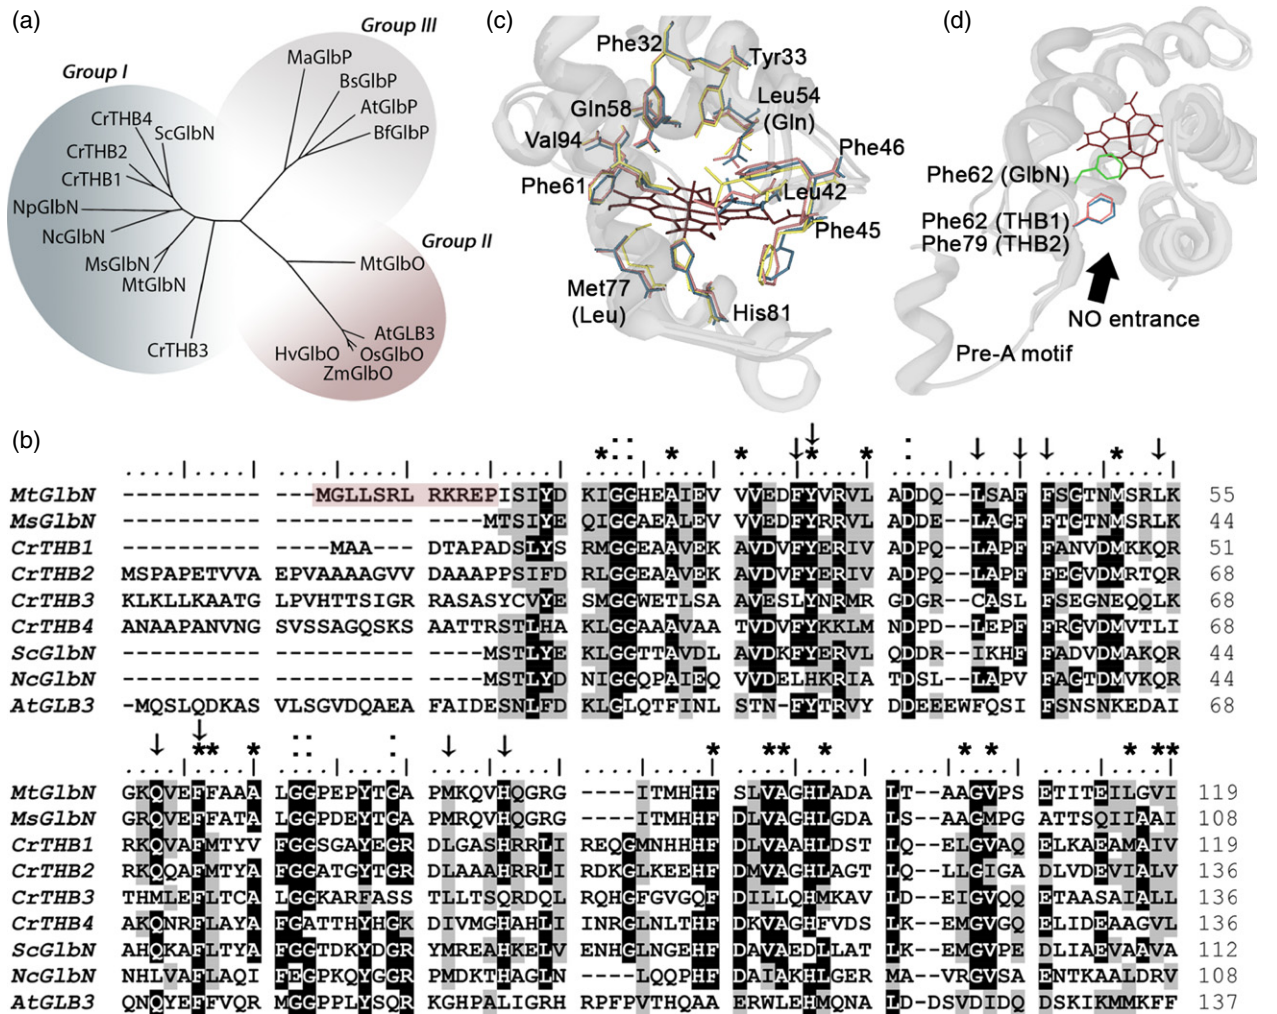 (a)
Group III
Group I
MaGlbP
BsGlbP
AtGlbP
BfGlbP
CrTHB4
ScGlbN
CrTHB2
CrTHB1
NpGlbN
NcGlbN
MsGlbN
MtGlbN
CrTHB3
Group II
MtGlbO
AtGLB3
HvGlbO
OsGlbO
ZmGlbO
(c)
Phe32
Tyr33
Gln58
Leu54
(Gln)
Val94
Phe46
Phe61
Leu42
Phe45
Met77
(Leu)
His81
(d)
Phe62 (GlbN)
Phe62 (THB1)
Phe79 (THB2)
NO entrance
Pre-A motif
(b)
MtGlbN ---------- ----MGLLSRL RKREPISILYD KIGGHEAIEV VVEDFYVRVL ADDQ--LSAF FSGTNMSRLK 55
MsGlbN ---------- ---------- -----MTSIYE QIGGAEALEV VVEDFYRRVL ADDE--LAGF FTGTNMSRLK 44
CrTHB1 ---------- ----MAA---- DTAPADSLYS RMGGEAAVEK AVDVFYERIV ADPQ--LAPF FANVDMKKQR 51
CrTHB2 MSPAPETVVA EPVAAAAGVV DAAAPPSIFD RLGGEAAVEK AVDVFYERIV ADPQ--LAPF FEGVDMRTQR 68
CrTHB3 KLKLLKAATG LPVHTTSIGR RASASYCVYE SMGGWETLSA AVESLYNRMR GDGR--CASL FSEGNEQQLK 68
CrTHB4 ANAAPANVNG SVSSAGQSKS AATTRSTLHA KLGGAAAVAA TVDVFYKKLM NDPD--LEPF FRGVDMVTLI 68
ScGlbN ---------- ---------- -----MSTLYE KLGGTTAVDL AVDKFYERVL QDDR--IKHF FADVDMAKQR 44
NcGlbN ---------- ---------- -----MSTLYD NIGGQPAIEQ VVDELHKRIA TDSL--LAPV FAGTDMVKQR 44
AtGLB3 -MQSLQDKAS VLSGVDQAEA FAIDESNLFD KLGLQTFINL STN-FYTRVY DDEEEWFQSI FSNSNKEDAI 68
MtGlbN GKQVEFFAAA LGGPEPYTGA PMKQVHQGRG ----ITMHHF SLVAGHLADA LT--AAGVPS ETITEILGVI 119
MsGlbN GRQVEFFATA LGGPDEYTGA PMRQVHQGRG ----ITMHHF DLVAGHLGDA LS--AAGMPG ATTSQIIAAI 108
CrTHB1 RKQVAFMTYV FGGSGAYEGR DLGASHRRLI REQGMNHHHF DLVAAHLDST LQ--ELGVAQ ELKAEAMAIV 119
CrTHB2 RKQQAFMTYA FGGATGYTGR DLAAAHRRLI RDKGLKEEHF DMVAGHLAGT LQ--LLGIGA DLVDEVIALV 136
CrTHB3 THMLEFLTCA LGGKARFASS TLLTSQRDQL RQHGFGVGQF DILLQHMKAV LD--EIGVQQ ETAASAIALL 136
CrTHB4 AKQNRFLAYA FGATTHYHGK DIVMGHAHLI INRGLNLTHF DKVAGHFVDS LK--EMGVGQ ELIDEAAGVL 136
ScGlbN AHQKAFLTYA FGGTDKYDGR YMREAHKELV ENHGLNGEHF DAVAEDLLAT LK--EMGVPE DLIAEVAAVA 112
NcGlbN NHLVAFLAQI FEGPKQYGGR PMDKTHAGLN ----LQQPHF DAIAKHLGER MA--VRGVSA ENTKAALDRV 108
AtGLB3 QNQYEFFVQR MGGPPLYSQR KGHPALIGRH RPFPVTHQAA ERWLEHMQNA LD-DSVDIDQ DSKIKMMKFF 137